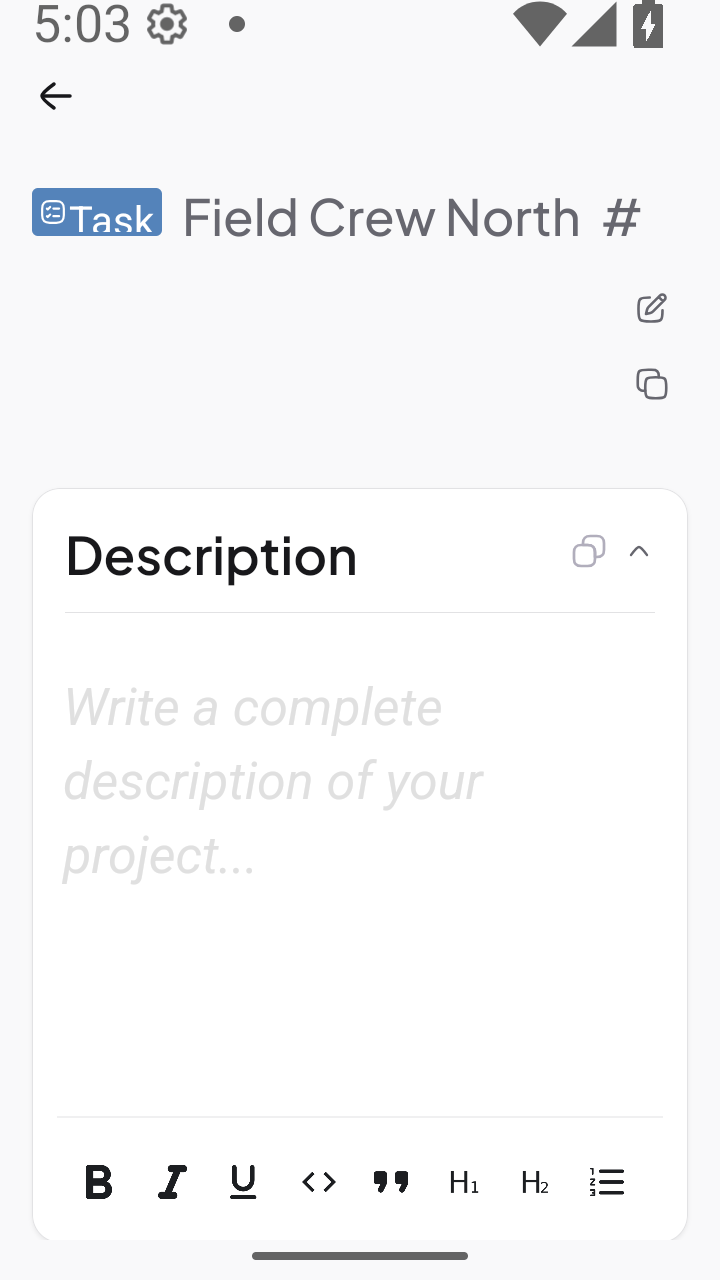 5:03
Task Field Crew North #
Description
Write a complete
description of your
project...
B I U <> H1 H2